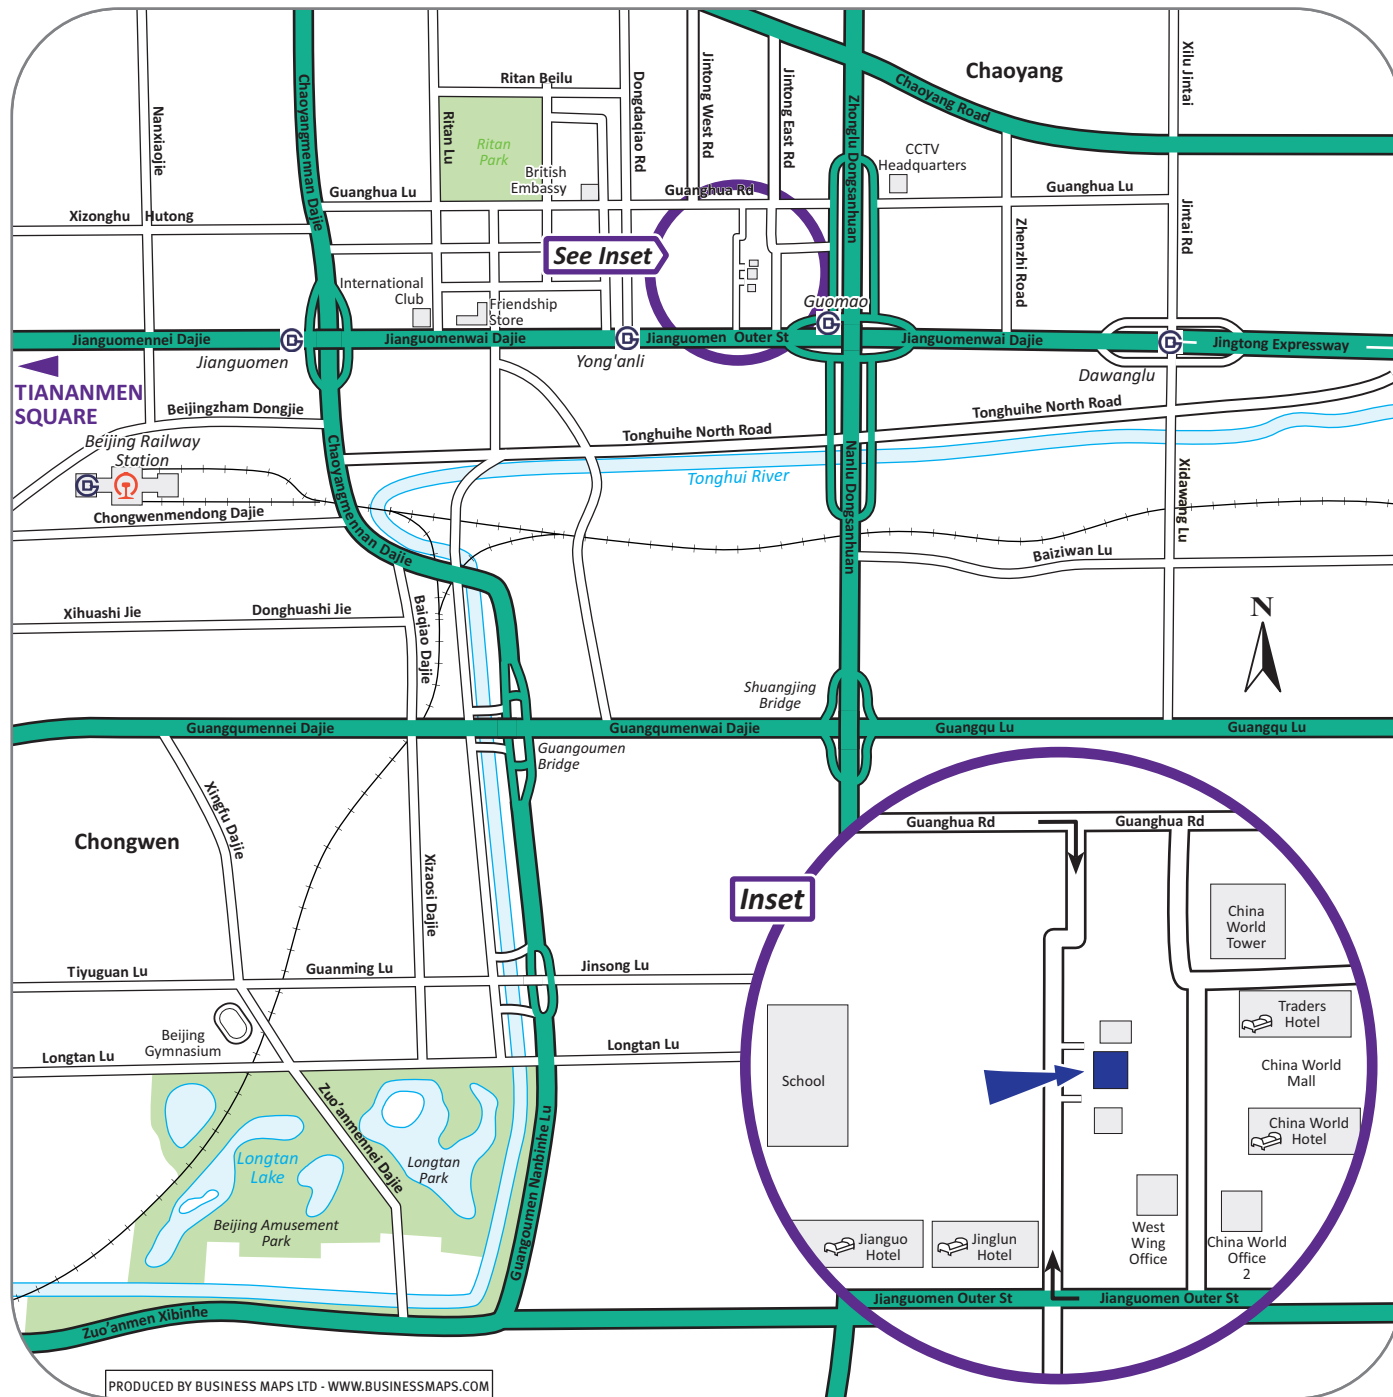 Chaoyang
Xilu Jintai
Chaoyang Road
Ritan Beilu
Chaoyangmennan Dajie
Nanxiaojie
Ritan Lu
Ritan
Park
Dongdaqiao Rd
Jintong West Rd
Jintong East Rd
Zhonglu Dongsanhuan
CCTV
Headquarters
British
Embassy
Guanghua Lu
Guanghua Rd
Guanghua Lu
Xizonghu Hutong
Zhenzhi Road
Jintai Rd
See Inset
International
Club
Friendship
Store
Guomao
Jianguomennei Dajie
Jianguomenwai Dajie
Jianguomen Outer St
Jianguomenwai Dajie
Jingtong Expressway
Jianguomen
Yong'anli
Dawanglu
TIANANMEN
SQUARE
Beijingzham Dongjie
Tonghuihe North Road
Tonghuihe North Road
Beijing Railway
Station
Chaoyangmennan Dajie
Tonghui River
Nanlu Dongsanhuan
Xidawang Lu
Chongwenmendong Dajie
Baiziwan Lu
Xihuashi Jie
Donghuashi Jie
Baiqiao Dajie
N
Shuangjing
Bridge
Guangqumennei Dajie
Guangqumenwai Dajie
Guangqu Lu
Guangqu Lu
Guangoumen
Bridge
Xingfu Dajie
Chongwen
Xizaosi Dajie
Tiyuguan Lu
Guanming Lu
Jinsong Lu
Beijing
Gymnasium
Longtan Lu
Longtan Lu
Zuo'anmennei Dajie
Guangoumen Nanbinhe Lu
Longtan
Lake
Longtan
Park
Beijing Amusement
Park
Zuo'anmen Xibinhe
Inset
Guanghua Rd
Guanghua Rd
China
World
Tower
Traders
Hotel
China World
Mall
China World
Hotel
School
West
Wing
Office
China World
Office
2
Jianguo
Hotel
Jinglun
Hotel
Jianguomen Outer St
Jianguomen Outer St
PRODUCED BY BUSINESS MAPS LTD - WWW.BUSINESSMAPS.COM